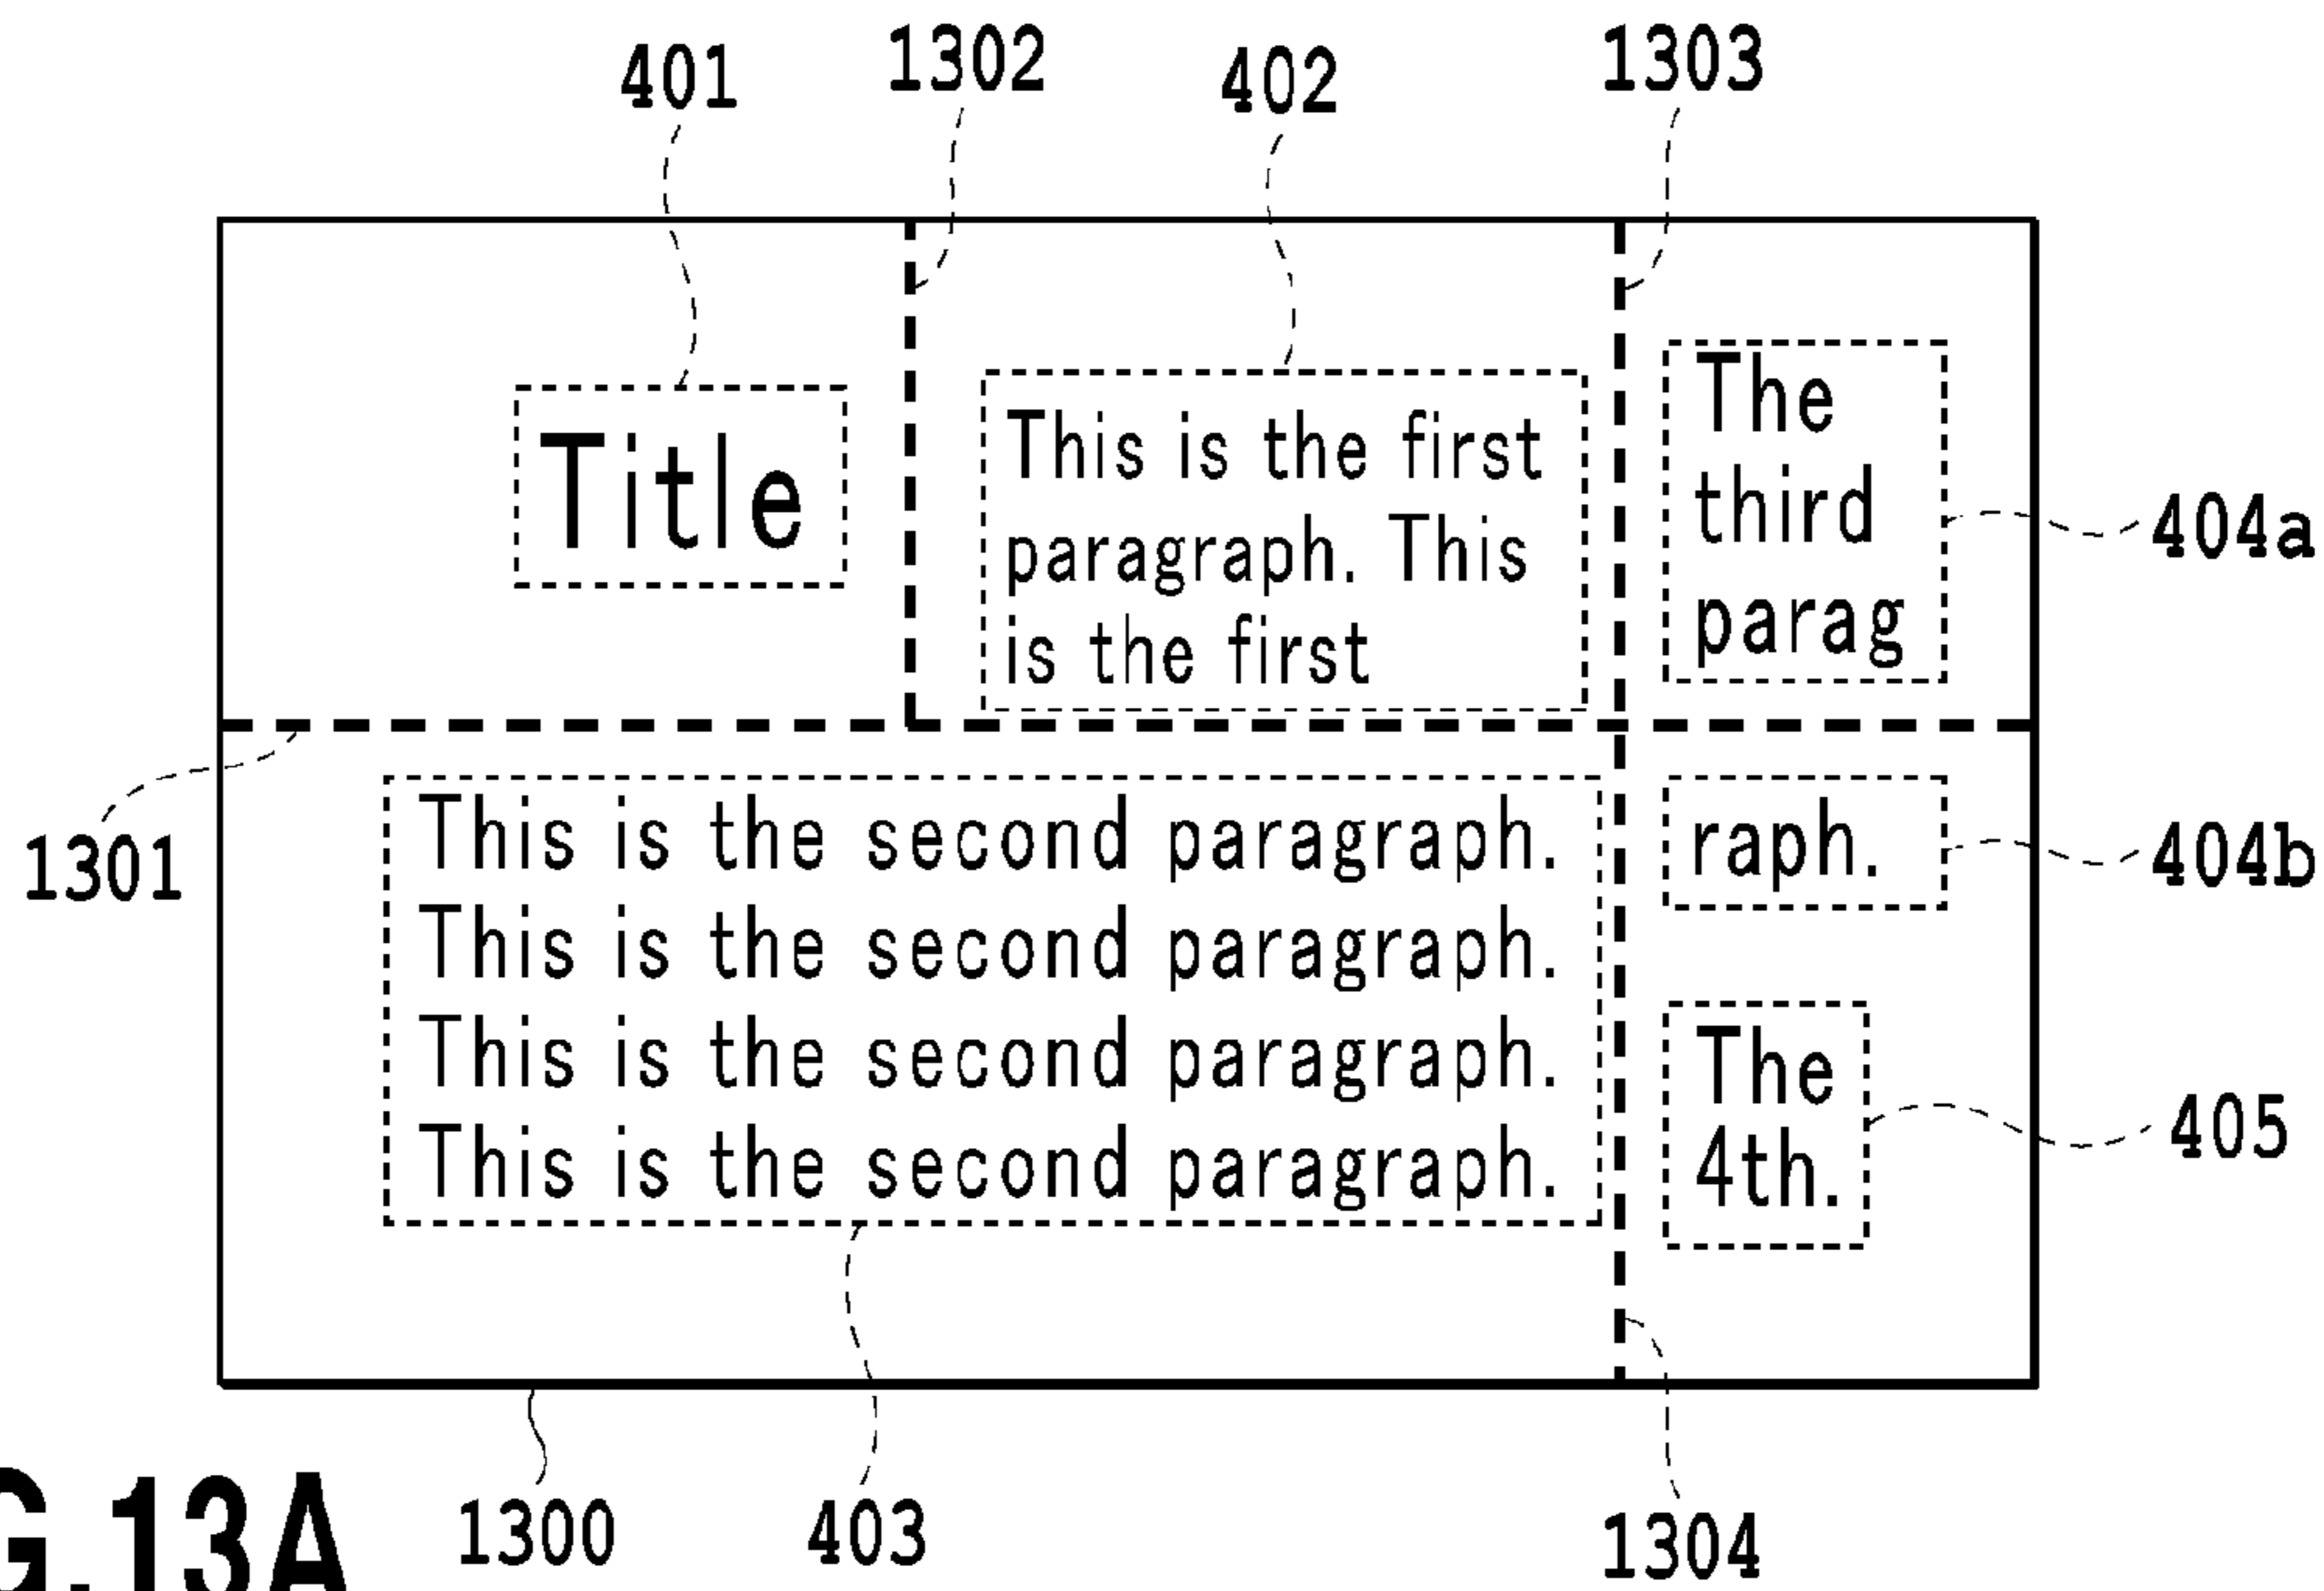 401
1302
402
1303
Title
This is the first
paragraph. This
is the first
The
third
parag
404a
1301
This is the second paragraph.
This is the second paragraph.
This is the second paragraph.
This is the second paragraph.
raph.
404b
The
4th.
405
1300
403
1304
G.13A